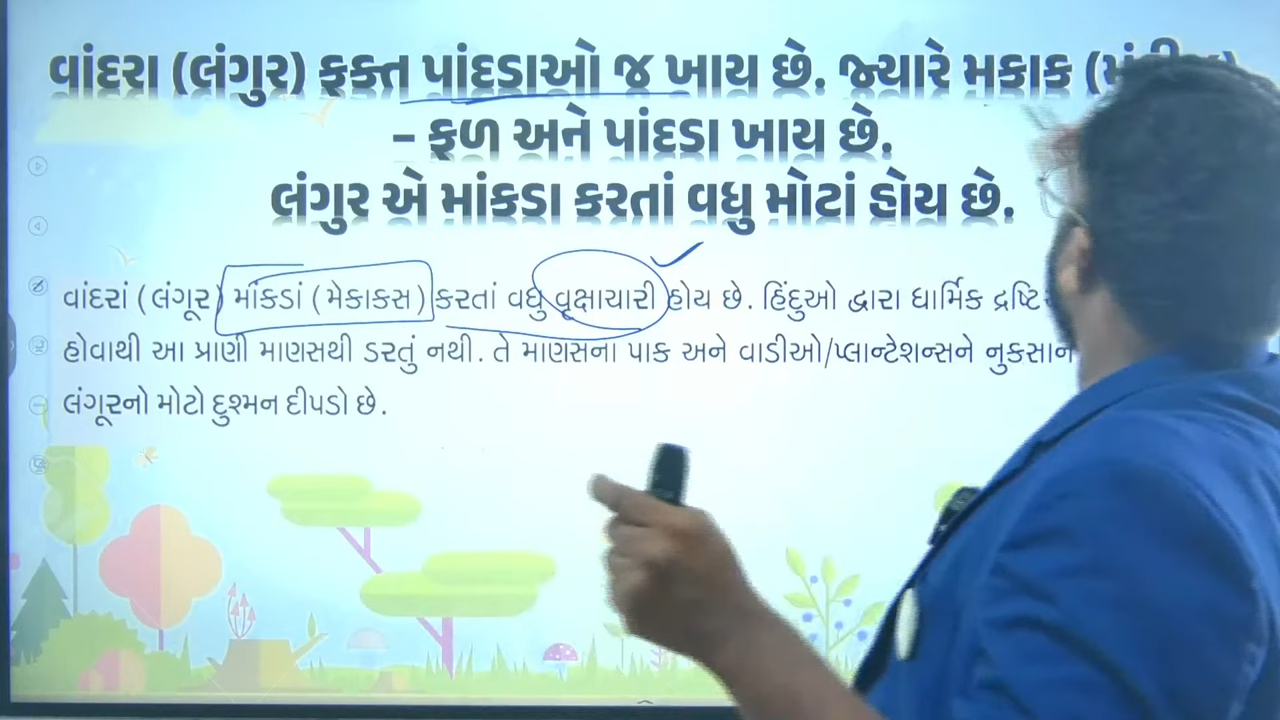 વાંદરા (લંગુર) ફક્ત પાંદડાઓ જ ખાય છે. જ્યારે મકાક
– ફળ અને પાંદડા ખાય છે.
લંગુર એ માંકડા કરતાં વધુ મોટાં હોય છે.
વાંદરાં (લંગૂર) માંકડાં (મેકાકસ) કરતાં વધુ વૃક્ષાચારી હોય છે. હિંદુઓ દ્વારા ધાર્મિક
હોવાથી આ પ્રાણી માણસથી ડરતું નથી. તે માણસના પાક અને વાડીઓ/પ્લાન્ટેશન્સને નુકસાન
લંગૂરનો મોટો દુશ્મન દીપડો છે.